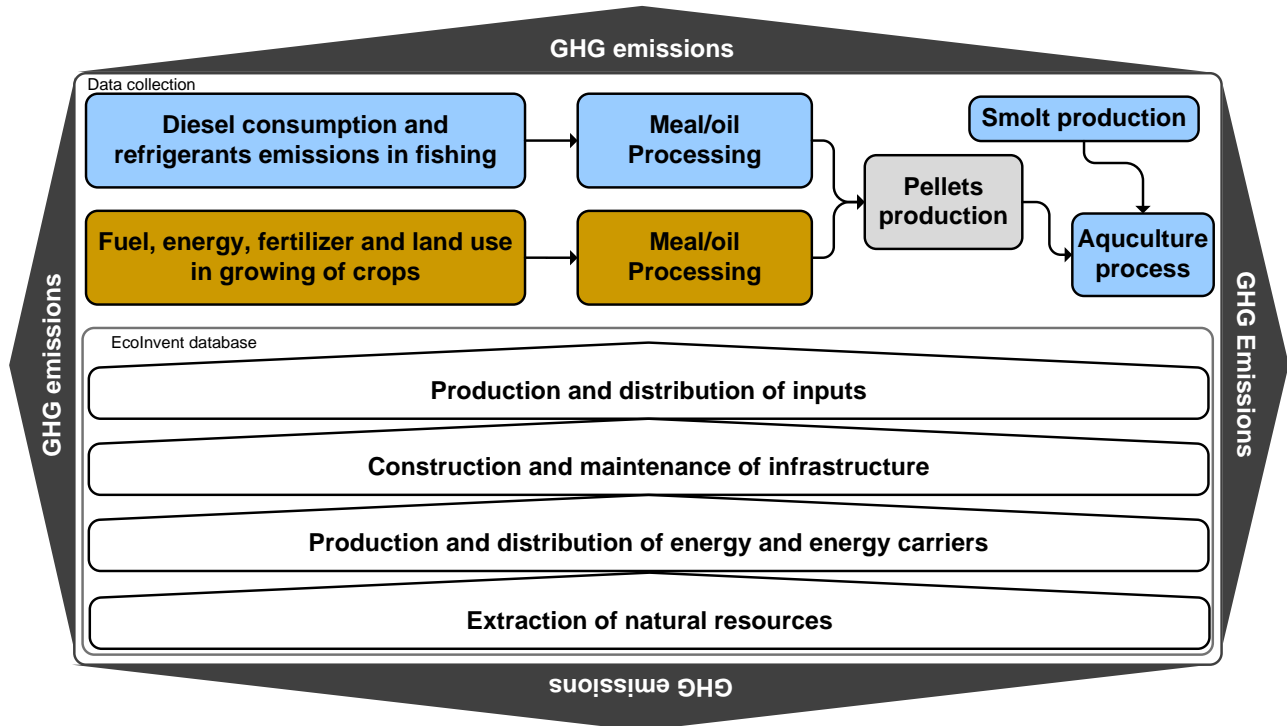 GHG emissions
Data collection
Diesel consumption and
refrigerants emissions in fishing
Meal/oil
Processing
Smolt production
Pellets
production
Fuel, energy, fertilizer and land use
in growing of crops
Meal/oil
Processing
Aquculture
process
GHG emissions
GHG Emissions
EcoInvent database
Production and distribution of inputs
Construction and maintenance of infrastructure
Production and distribution of energy and energy carriers
Extraction of natural resources
GHG emissions